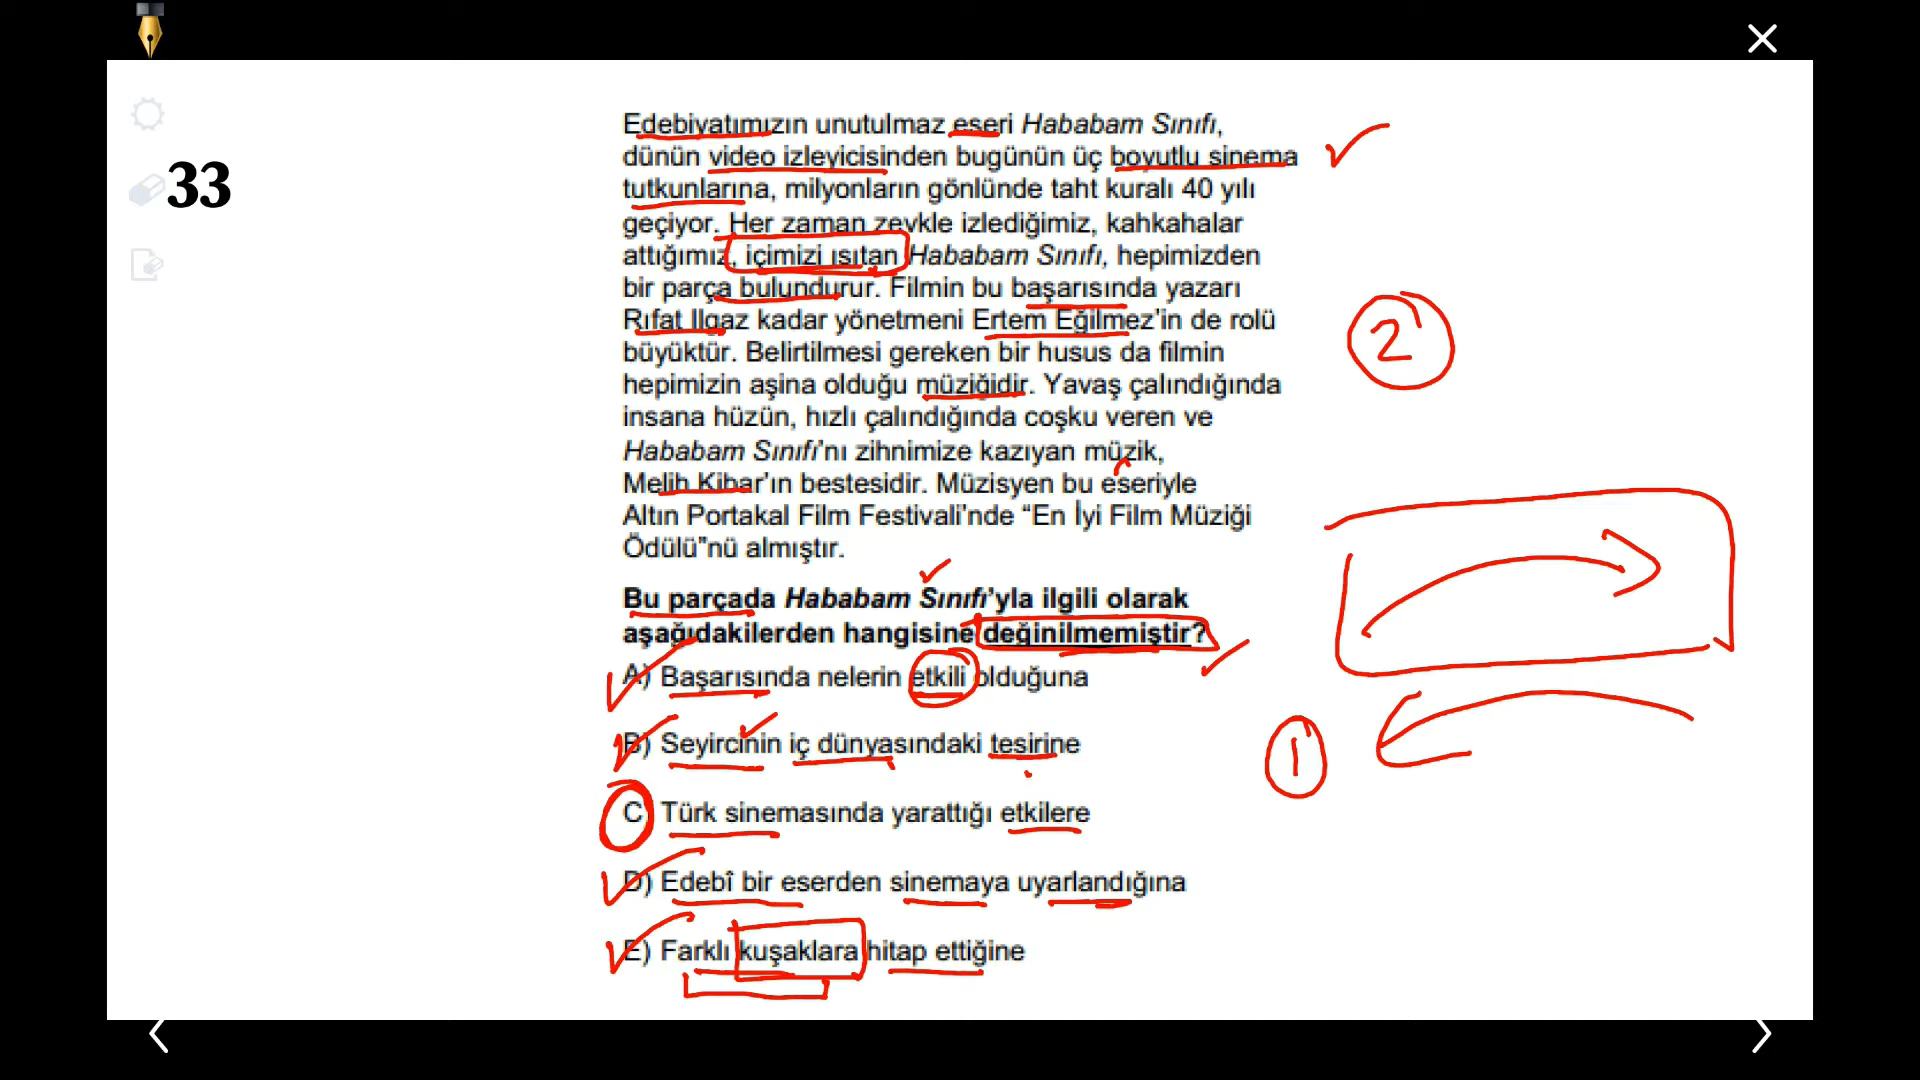 33
Edebiyatımızın unutulmaz eseri Hababam Sınıfı,
dünün video izleyicisinden bugünün üç boyutlu sinema
tutkunlarına, milyonların gönlünde taht kuralı 40 yılı
geçiyor. Her zaman zevkle izlediğimiz, kahkahalar
attığımız, içimizi ısıtan Hababam Sınıfı, hepimizden
bir parça bulundurur. Filmin bu başarısında yazarı
Rıfat Ilgaz kadar yönetmeni Ertem Eğilmez'in de rolü
büyüktür. Belirtilmesi gereken bir husus da filmin
hepimizin aşina olduğu müziğidir. Yavaş çalındığında
insana hüzün, hızlı çalındığında coşku veren ve
Hababam Sınıfı'nı zihnimize kazıyan müzik,
Melih Kibar'ın bestesidir. Müzisyen bu eseriyle
Altın Portakal Film Festivali'nde “En İyi Film Müziği
Ödülü”nü almıştır.
Bu parçada Hababam Sınıfı'yla ilgili olarak
aşağıdakilerden hangisine değinilmemiştir?
A) Başarısında nelerin etkili olduğuna
B) Seyircinin iç dünyasındaki tesirine
C) Türk sinemasında yarattığı etkilere
D) Edebî bir eserden sinemaya uyarlandığına
E) Farklı kuşaklara hitap ettiğine
2
1